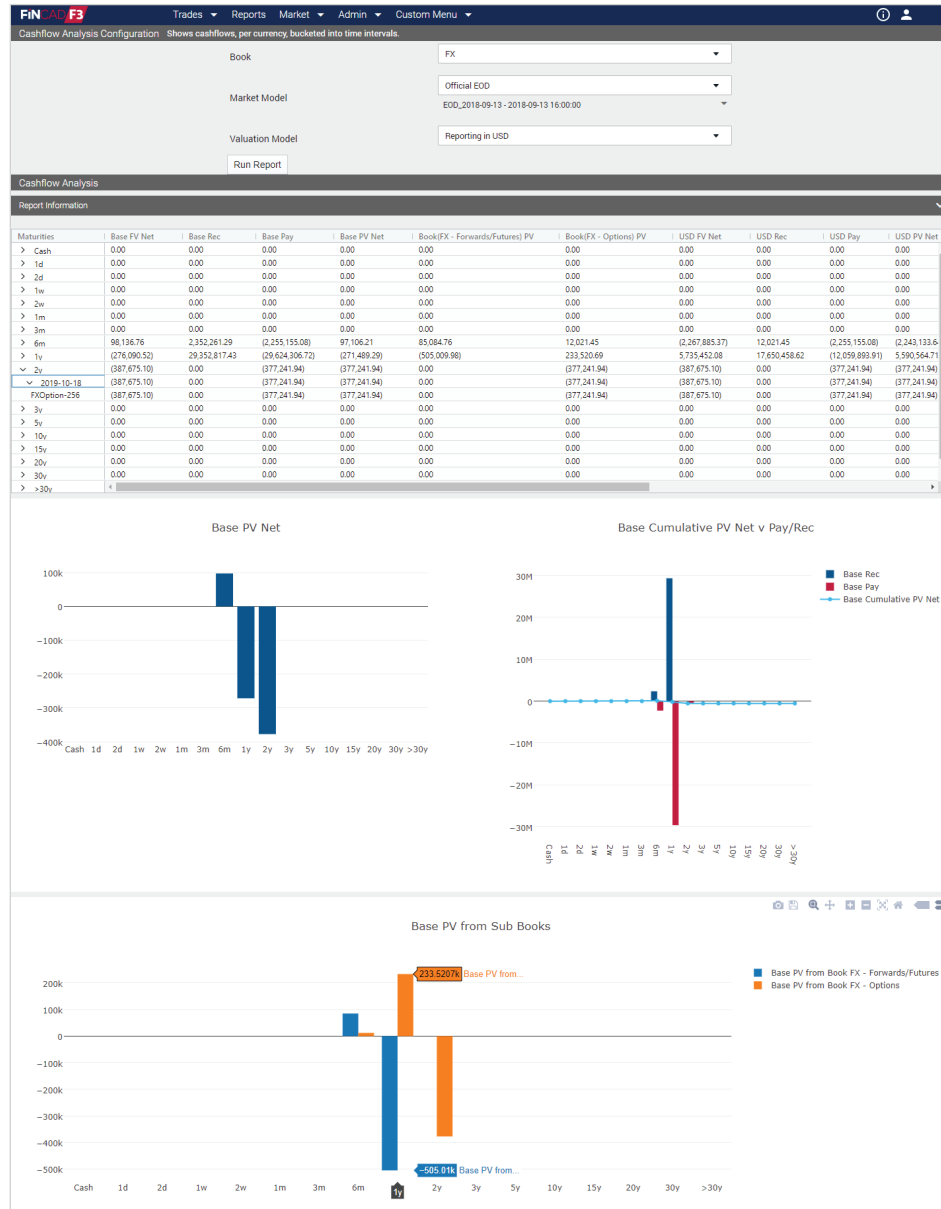 FINCAD F3 Trades Reports Market Admin Custom Menu
Cashflow Analysis Configuration Shows cashflows, per currency, bucketed into time intervals.
Book FX
Official EOD
Market Model
EOD_2018-09-13 - 2018-09-13 16:00:00
Valuation Model Reporting in USD
Run Report
Cashflow Analysis
Report Information
Maturities Base FV Net Base Rec Base Pay Base PV Net Book(FX - Forwards/Futures) PV Book(FX - Options) PV USD FV Net USD Rec USD Pay USD PV Net
> Cash 0.00 0.00 0.00 0.00 0.00 0.00 0.00 0.00 0.00 0.00
> 1d 0.00 0.00 0.00 0.00 0.00 0.00 0.00 0.00 0.00 0.00
> 2d 0.00 0.00 0.00 0.00 0.00 0.00 0.00 0.00 0.00 0.00
> 1w 0.00 0.00 0.00 0.00 0.00 0.00 0.00 0.00 0.00 0.00
> 2w 0.00 0.00 0.00 0.00 0.00 0.00 0.00 0.00 0.00 0.00
> 1m 0.00 0.00 0.00 0.00 0.00 0.00 0.00 0.00 0.00 0.00
> 3m 0.00 0.00 0.00 0.00 0.00 0.00 0.00 0.00 0.00 0.00
> 6m 98,136.76 2,352,261.29 (2,255,155.08) 97,106.21 85,084.76 12,021.45 (2,267,885.37) 12,021.45 (2,255,155.08) (2,243,133.6
> 1y (276,090.52) 29,352,817.43 (29,624,306.72) (271,489.29) (505,009.98) 233,520.69 5,735,452.08 17,650,458.62 (12,059,893.91) 5,590,564.71
2y (387,675.10) 0.00 (377,241.94) (377,241.94) 0.00 (377,241.94) (387,675.10) 0.00 (377,241.94) (377,241.94)
2019-10-18 (387,675.10) 0.00 (377,241.94) (377,241.94) 0.00 (377,241.94) (387,675.10) 0.00 (377,241.94) (377,241.94)
FXOption-256 (387,675.10) 0.00 (377,241.94) (377,241.94) 0.00 (377,241.94) (387,675.10) 0.00 (377,241.94) (377,241.94)
> 3y 0.00 0.00 0.00 0.00 0.00 0.00 0.00 0.00 0.00 0.00
> 5y 0.00 0.00 0.00 0.00 0.00 0.00 0.00 0.00 0.00 0.00
> 10y 0.00 0.00 0.00 0.00 0.00 0.00 0.00 0.00 0.00 0.00
> 15y 0.00 0.00 0.00 0.00 0.00 0.00 0.00 0.00 0.00 0.00
> 20y 0.00 0.00 0.00 0.00 0.00 0.00 0.00 0.00 0.00 0.00
> 30y 0.00 0.00 0.00 0.00 0.00 0.00 0.00 0.00 0.00 0.00
> >30y
Base PV Net
100k
0
−100k
−200k
−300k
−400k
Cash 1d 2d 1w 2w 1m 3m 6m 1y 2y 3y 5y 10y 15y 20y 30y >30y
Base Cumulative PV Net v Pay/Rec
30M
20M
10M
0
−10M
−20M
−30M
Cash 1d 2d 1w 2w 1m 3m 6m 1y 2y 3y 5y 10y 15y 20y 30y >30y
Base Rec
Base Pay
Base Cumulative PV Net
Base PV from Sub Books
200k
100k
0
−100k
−200k
−300k
−400k
−500k
233.5207k Base PV from...
−505.01k Base PV from...
Cash 1d 2d 1w 2w 1m 3m 6m 1y 2y 3y 5y 10y 15y 20y 30y >30y
Base PV from Book FX - Forwards/Futures
Base PV from Book FX - Options